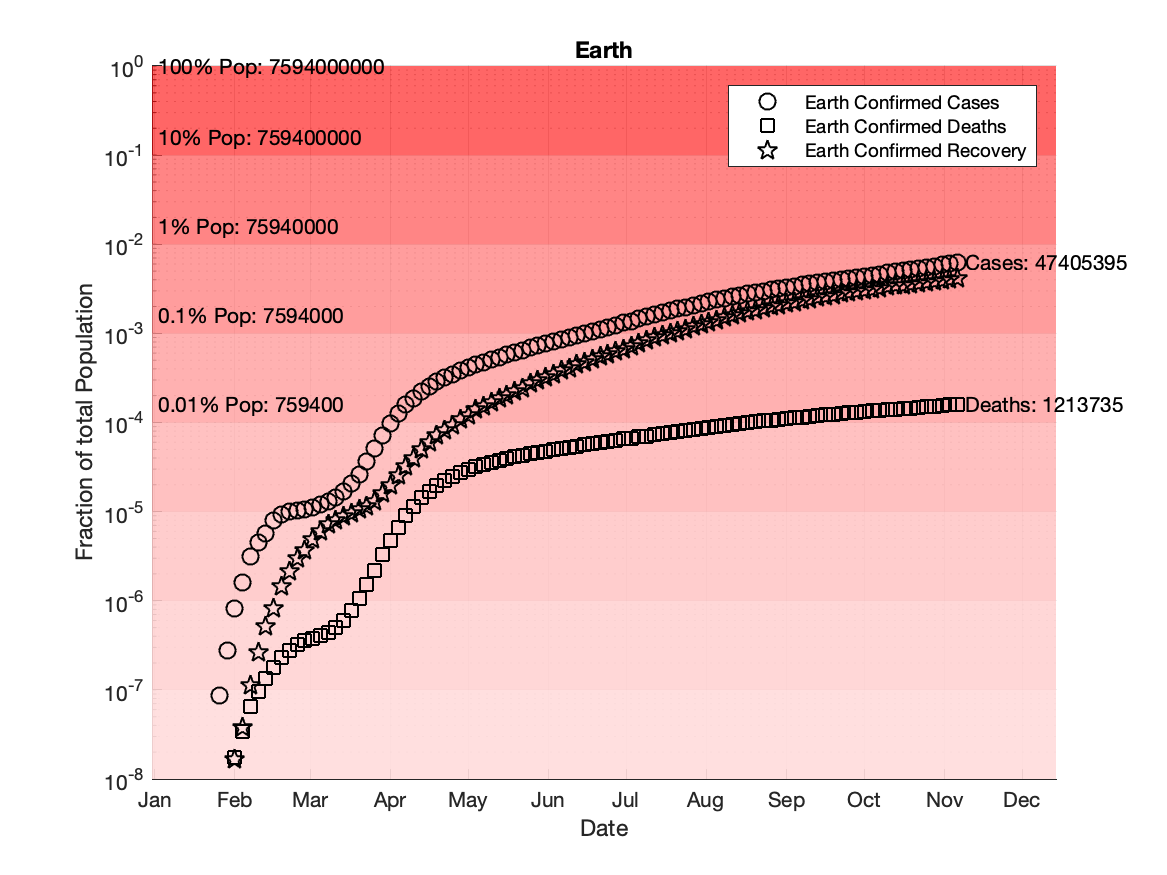 Earth
10^0
100% Pop: 7594000000
Earth Confirmed Cases
Earth Confirmed Deaths
Earth Confirmed Recovery
10% Pop: 759400000
10^-1
1% Pop: 75940000
10^-2
Cases: 47405395
0.1% Pop: 7594000
10^-3
0.01% Pop: 759400
Deaths: 1213735
10^-4
10^-5
10^-6
10^-7
10^-8
Fraction of total Population
Jan Feb Mar Apr May Jun Jul Aug Sep Oct Nov Dec
Date